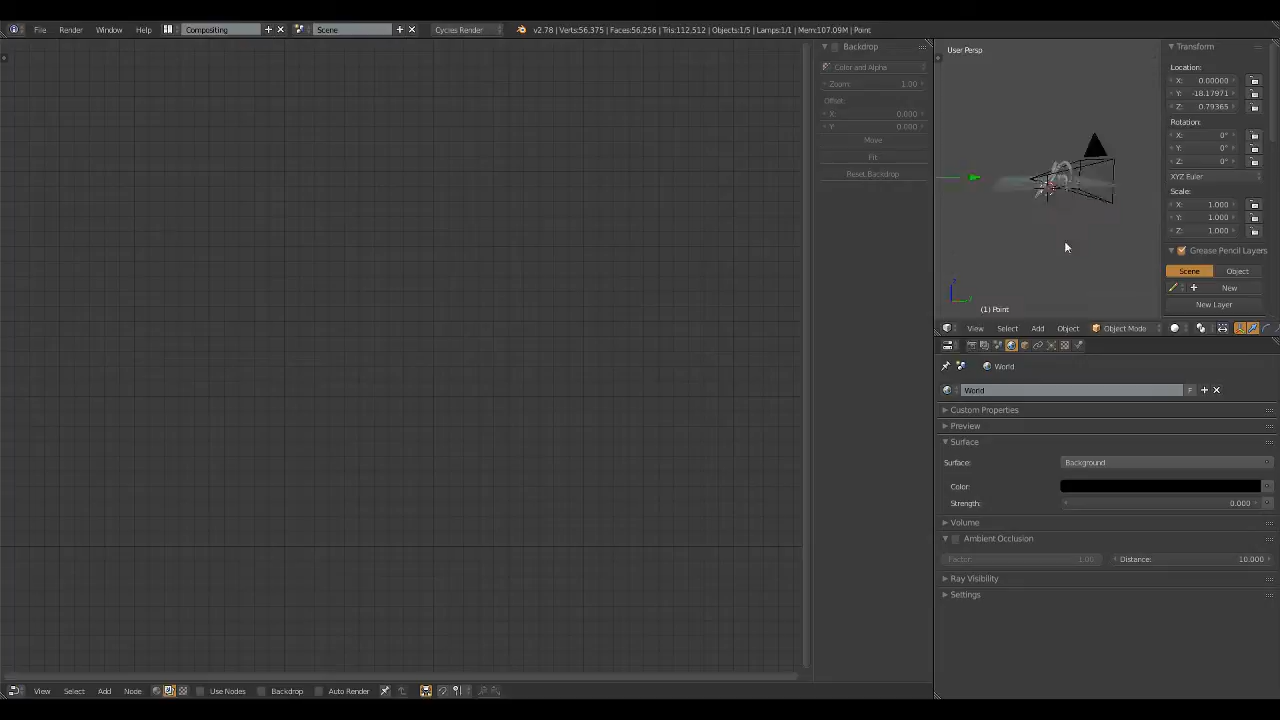 File Render Window Help Compositing Scene Cycles Render v2.78 | Verts:56,375 | Faces:56,256 | Tris:112,512 | Objects:1/5 | Lamps:1/1 | Mem:107.09M | Point
Backdrop
Color and Alpha
Zoom: 1.00
Offset:
X: 0.000
Y: 0.000
Move
Fit
Reset Backdrop
User Persp
(1) Point
Transform
Location:
X: 0.00000
Y: -18.17971
Z: 0.79365
Rotation:
X: 0°
Y: 0°
Z: 0°
XYZ Euler
Scale:
X: 1.000
Y: 1.000
Z: 1.000
Grease Pencil Layers
Scene Object
New
New Layer
View Select Add Object Object Mode
World
World F
Custom Properties
Preview
Surface
Surface: Background
Color:
Strength: 0.000
Volume
Ambient Occlusion
Factor: 1.00 Distance: 10.000
Ray Visibility
Settings
View Select Add Node Use Nodes Backdrop Auto Render